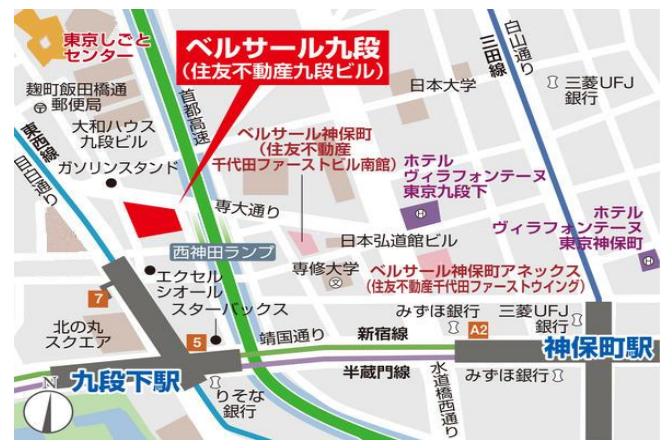 東京しごと
センター
ベルサール九段
(住友不動産九段ビル)
首都高速
日本大学
三田線
白山通り
三菱UFJ
銀行
麹町飯田橋通
郵便局
大和ハウス
九段ビル
東西線
目白通り
ガソリンスタンド
ベルサール神保町
(住友不動産
千代田ファーストビル南館)
ホテル
ヴィラフォンテーヌ
東京九段下
H
ホテル
ヴィラフォンテーヌ
東京神保町
H
専大通り
西神田ランプ
日本弘道館ビル
専修大学
文
ベルサール神保町アネックス
(住友不動産千代田ファーストウイング)
エクセル
シオール
スターバックス
7
北の丸
スクエア
5
靖国通り
新宿線
半蔵門線
みずほ銀行
A2
三菱UFJ
銀行
神保町駅
九段下駅
りそな
銀行
水道橋西通り
みずほ銀行
N